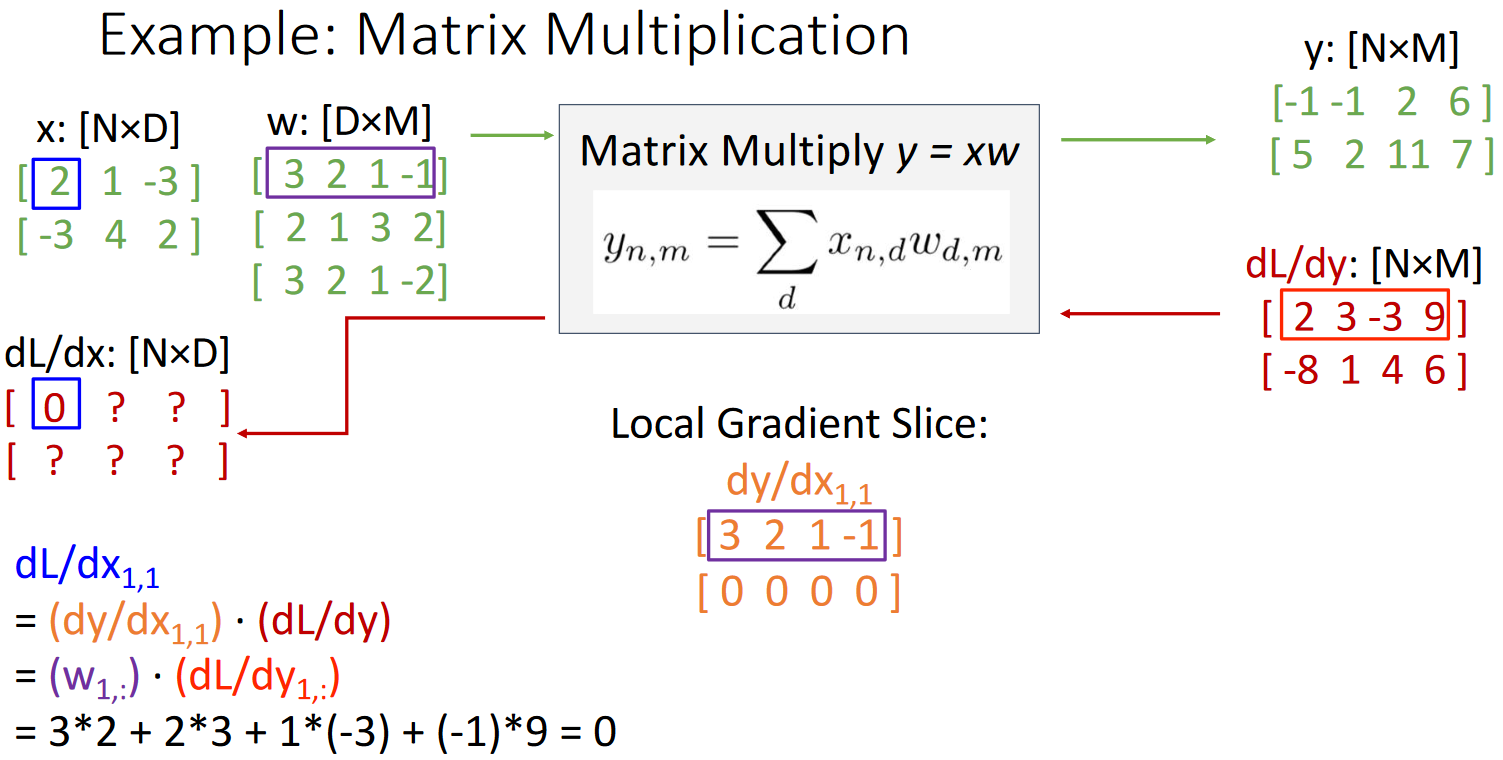 Example: Matrix Multiplication
x: [N×D]
[ 2 1 -3 ]
[ -3 4 2 ]
w: [D×M]
[ 3 2 1 -1]
[ 2 1 3 2]
[ 3 2 1 -2]
Matrix Multiply y = xw
y_{n,m} = \sum_d x_{n,d} w_{d,m}
y: [N×M]
[-1 -1 2 6 ]
[ 5 2 11 7 ]
dL/dy: [N×M]
[ 2 3 -3 9 ]
[ -8 1 4 6 ]
dL/dx: [N×D]
[ 0 ? ? ]
[ ? ? ? ]
Local Gradient Slice:
dy/dx_{1,1}
[ 3 2 1 -1 ]
[ 0 0 0 0 ]
dL/dx_{1,1}
= (dy/dx_{1,1}) · (dL/dy)
= (w_{1,:}) · (dL/dy_{1,:})
= 3*2 + 2*3 + 1*(-3) + (-1)*9 = 0